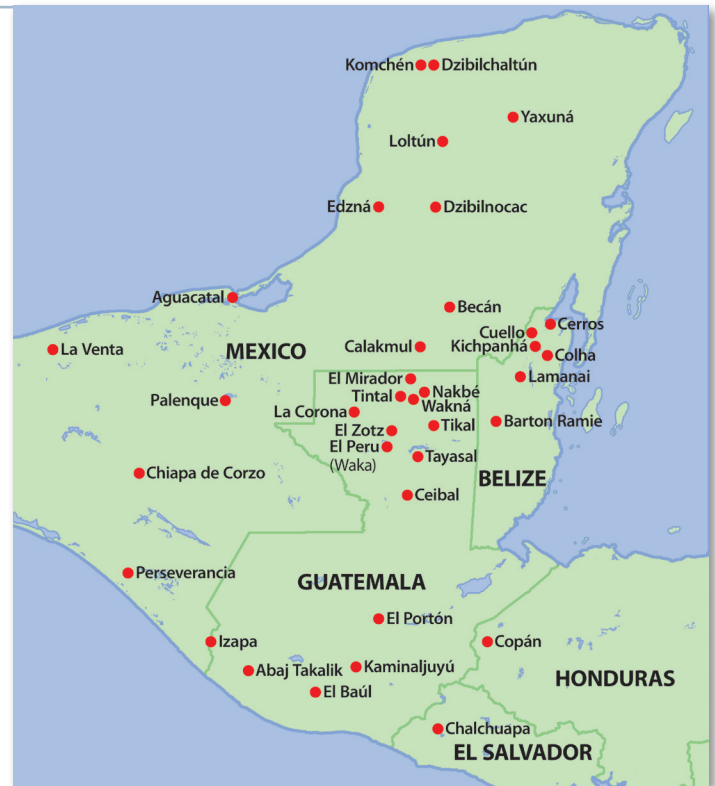 Komchén
Dzibilchaltún
Yaxuná
Loltún
Edzná
Dzibilnocac
Aguacatal
Becán
Cerros
Cuello
La Venta
MEXICO
Calakmul
Kichpanhá
Colha
El Mirador
Lamanai
Nakbé
Tintal
Wakná
Palenque
La Corona
Tikal
Barton Ramie
El Zotz
El Peru
(Waka)
Tayasal
Chiapa de Corzo
BELIZE
Ceibal
Perseverancia
GUATEMALA
El Portón
Izapa
Copán
Abaj Takalik
Kaminaljuyú
HONDURAS
El Baúl
Chalchuapa
EL SALVADOR